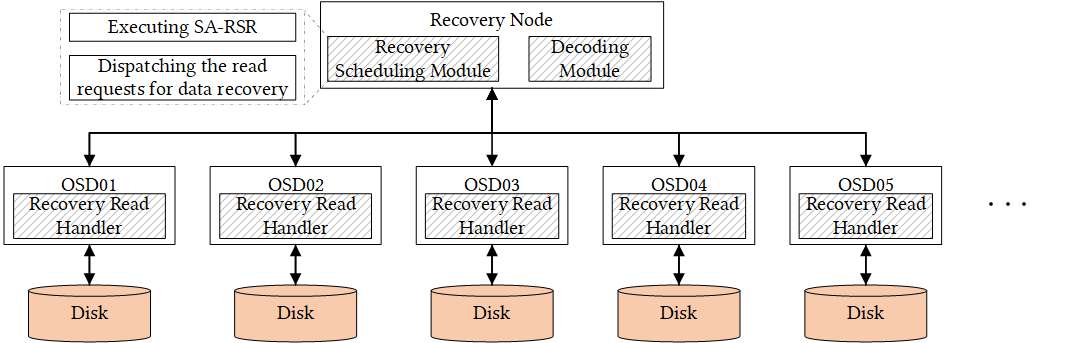 Recovery Node
Executing SA-RSR
Dispatching the read
requests for data recovery
Recovery
Scheduling Module
Decoding
Module
OSD01
Recovery Read
Handler
OSD02
Recovery Read
Handler
OSD03
Recovery Read
Handler
OSD04
Recovery Read
Handler
OSD05
Recovery Read
Handler
. . .
Disk
Disk
Disk
Disk
Disk